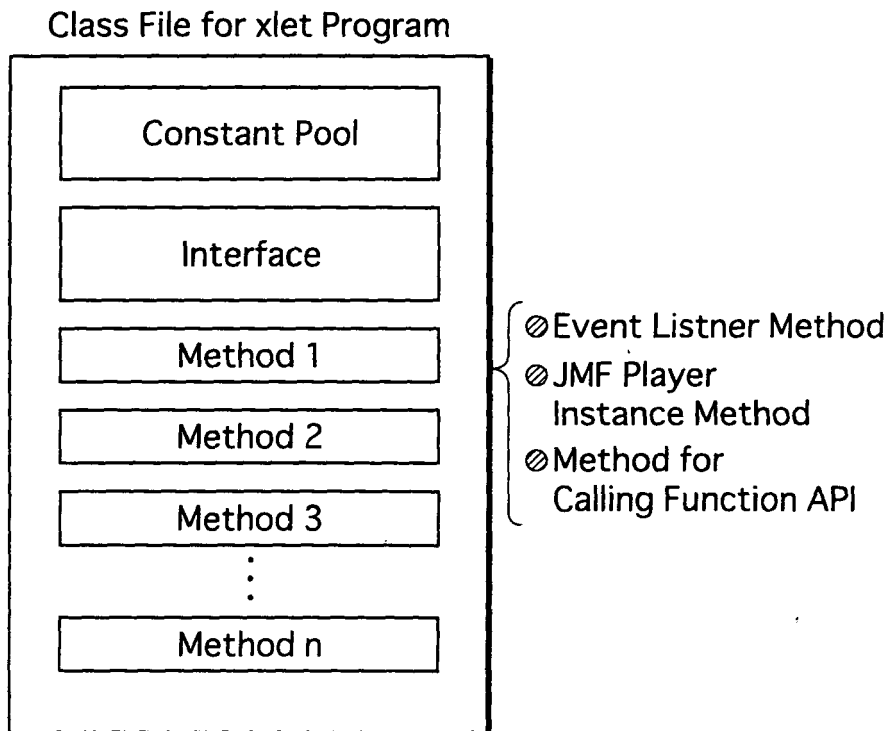 Class File for xlet Program
Constant Pool
Interface
Method 1
Method 2
Method 3
Method n
Event Listner Method
JMF Player
Instance Method
Method for
Calling Function API